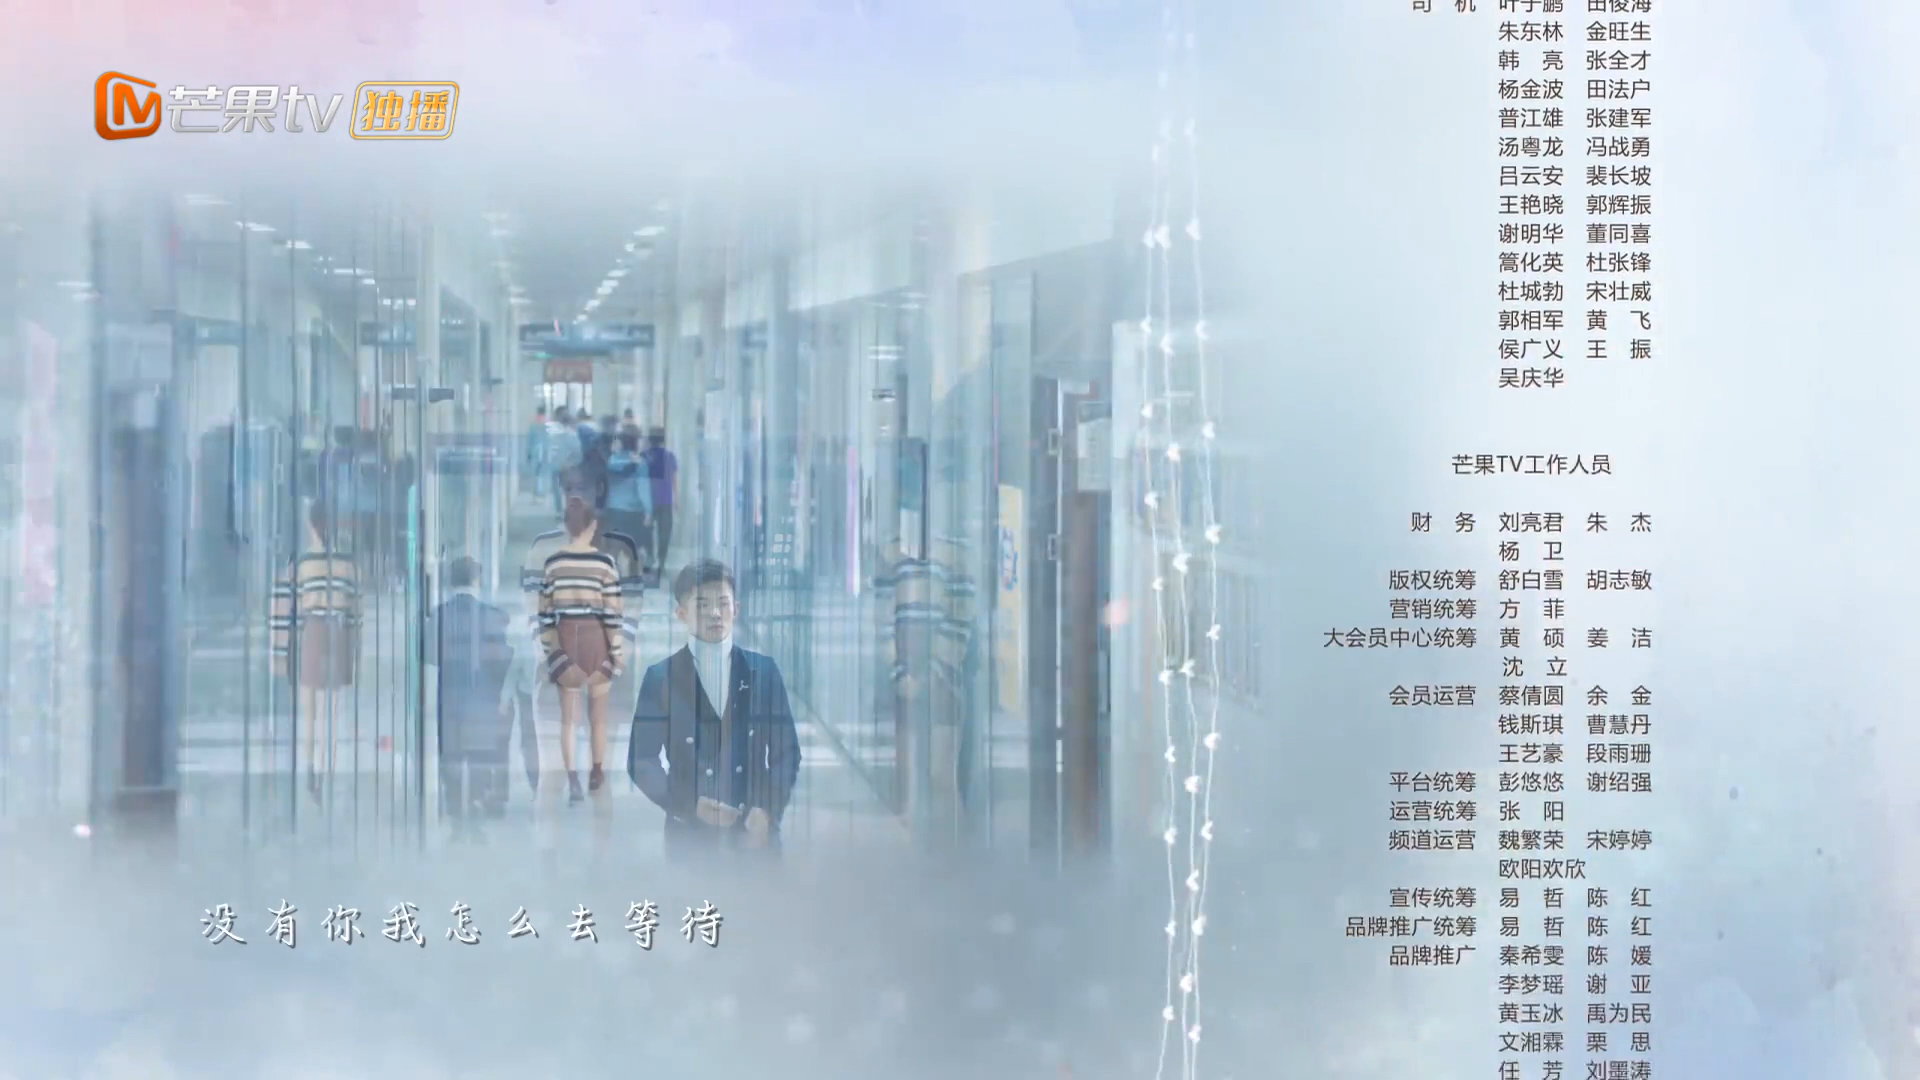 芒果tv 独播
司 机 叶子鹏 田俊海
朱东林 金旺生
韩 亮 张全才
杨金波 田法户
普江雄 张建军
汤粤龙 冯战勇
吕云安 裴长坡
王艳晓 郭辉振
谢明华 董同喜
篙化英 杜张锋
杜城勃 宋壮威
郭相军 黄 飞
侯广义 王 振
吴庆华
芒果TV工作人员
财 务 刘亮君 朱 杰
杨 卫
版权统筹 舒白雪 胡志敏
营销统筹 方 菲
大会员中心统筹 黄 硕 姜 洁
沈 立
会员运营 蔡倩圆 余 金
钱斯琪 曹慧丹
王艺豪 段雨珊
平台统筹 彭悠悠 谢绍强
运营统筹 张 阳
频道运营 魏繁荣 宋婷婷
欧阳欢欣
宣传统筹 易 哲 陈 红
品牌推广统筹 易 哲 陈 红
品牌推广 秦希雯 陈 媛
李梦瑶 谢 亚
黄玉冰 禹为民
文湘霖 栗 思
任 芳 刘墨涛
没有你我怎么去等待